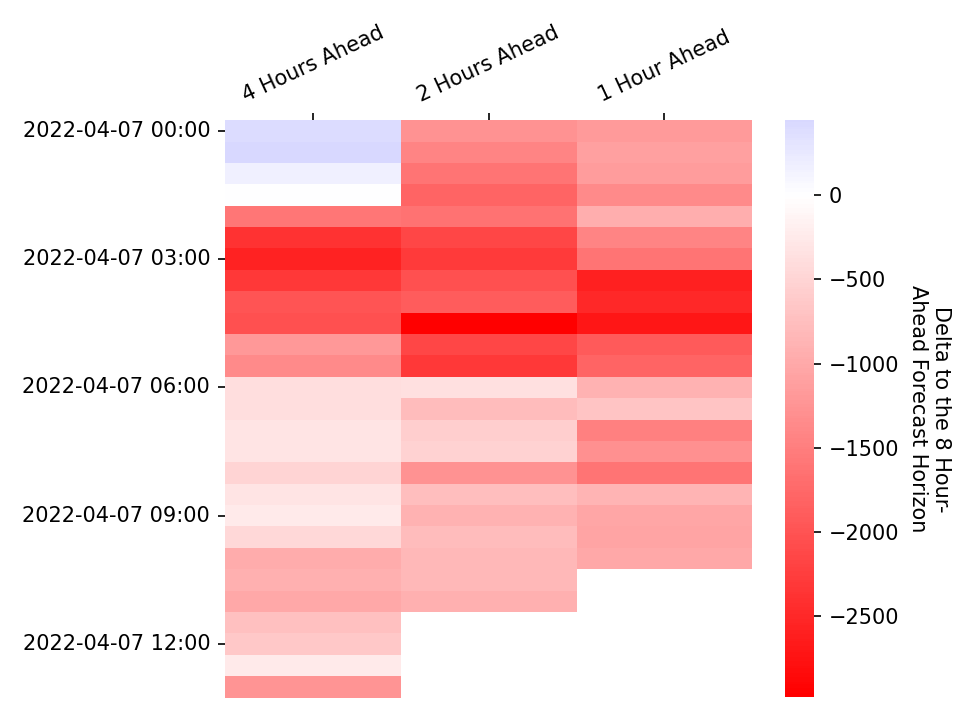 4 Hours Ahead
2 Hours Ahead
1 Hour Ahead
2022-04-07 00:00
2022-04-07 03:00
2022-04-07 06:00
2022-04-07 09:00
2022-04-07 12:00
0
−500
−1000
−1500
−2000
−2500
Delta to the 8 Hour-
Ahead Forecast Horizon